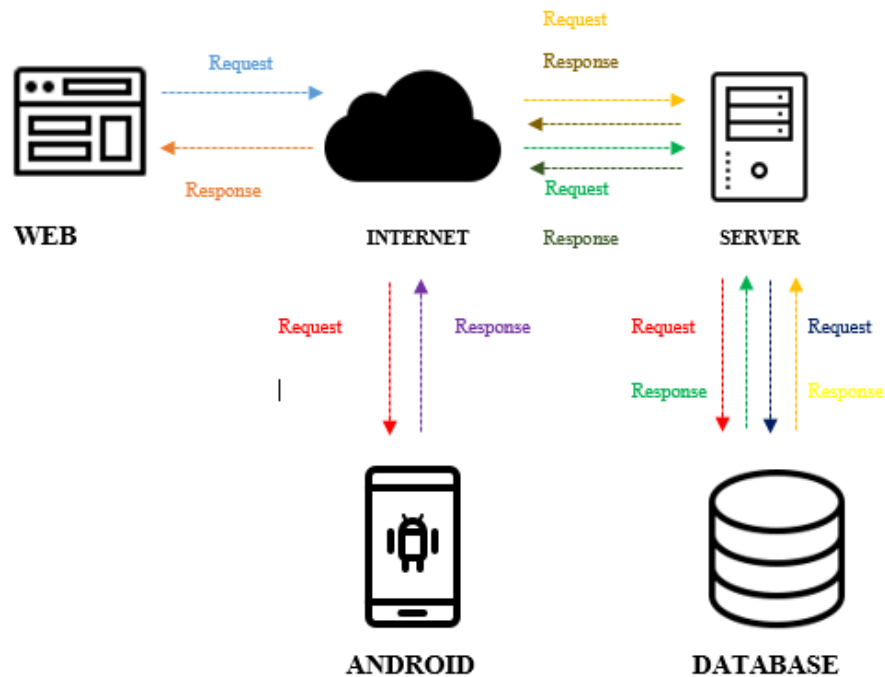 Request
Response
Request
Response
Request
Response
WEB
INTERNET
SERVER
Request
Response
Request
Request
Response
Response
ANDROID
DATABASE